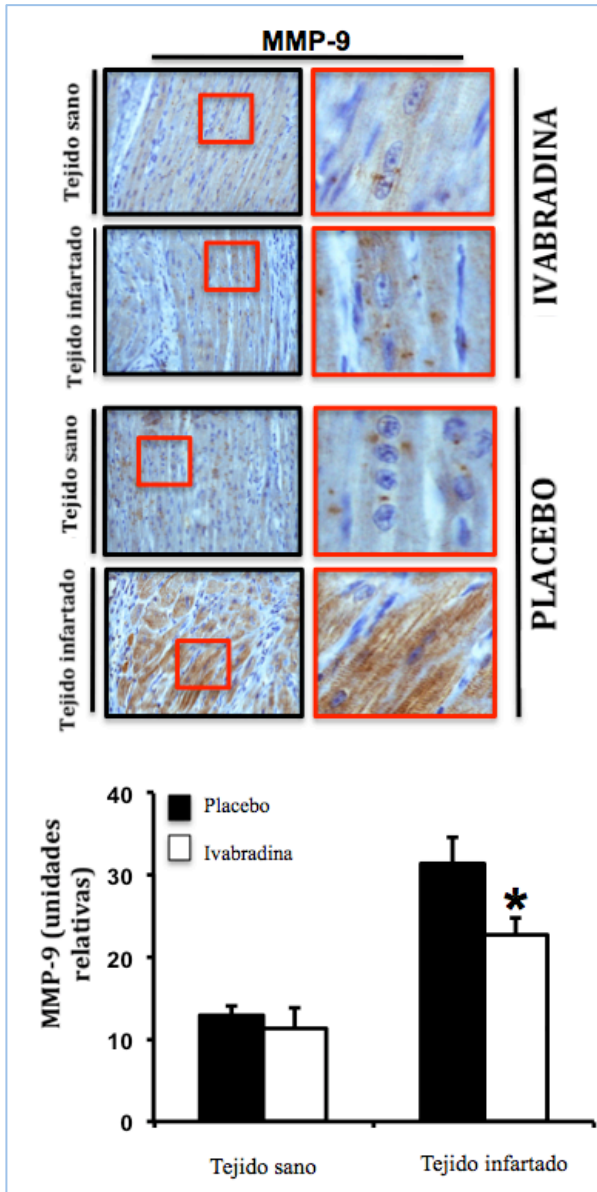 MMP-9
Tejido sano
Tejido infartado
IVABRADINA
Tejido sano
Tejido infartado
PLACEBO
MMP-9 (unidades
relativas)
40
30
20
10
0
Placebo
Ivabradina
*
Tejido sano
Tejido infartado